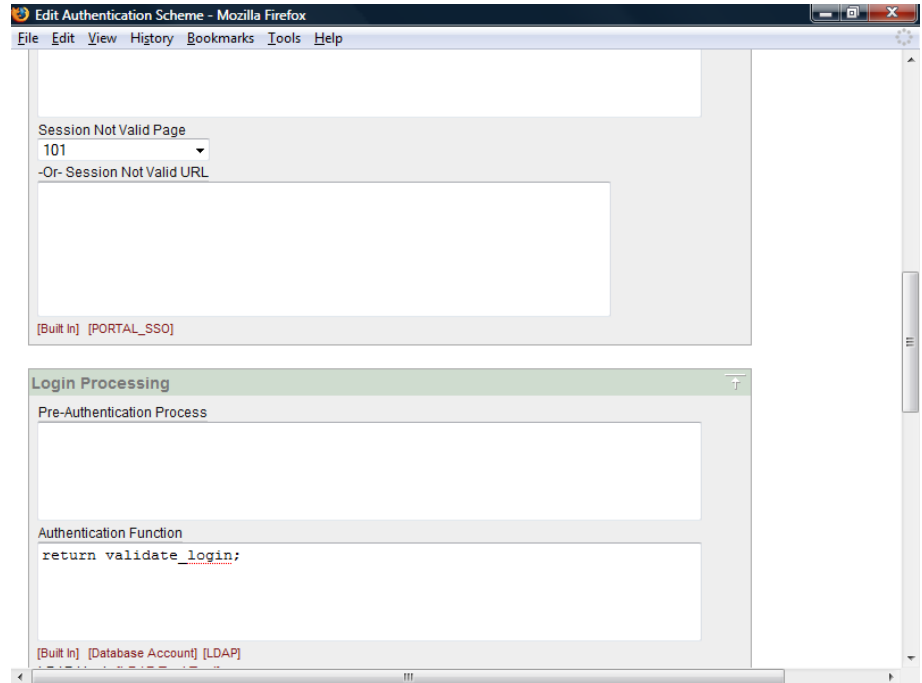 Edit Authentication Scheme - Mozilla Firefox
File Edit View History Bookmarks Tools Help
Session Not Valid Page
101
-Or- Session Not Valid URL
[Built In] [PORTAL_SSO]
Login Processing
Pre-Authentication Process
Authentication Function
return validate_login;
[Built In] [Database Account] [LDAP]